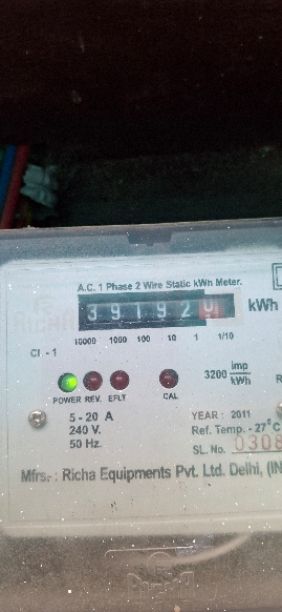 A.C. 1 Phase 2 Wire Static kWh Meter.
39192 kWh
Cl - 1
10000 1000 100 10 1 1/10
3200 imp/kWh
POWER REV. EFLT CAL
5 - 20 A
240 V.
50 Hz.
YEAR : 2011
Ref. Temp. - 27°C
SL. No. 0308
Mfrs. : Richa Equipments Pvt. Ltd. Delhi, (IN